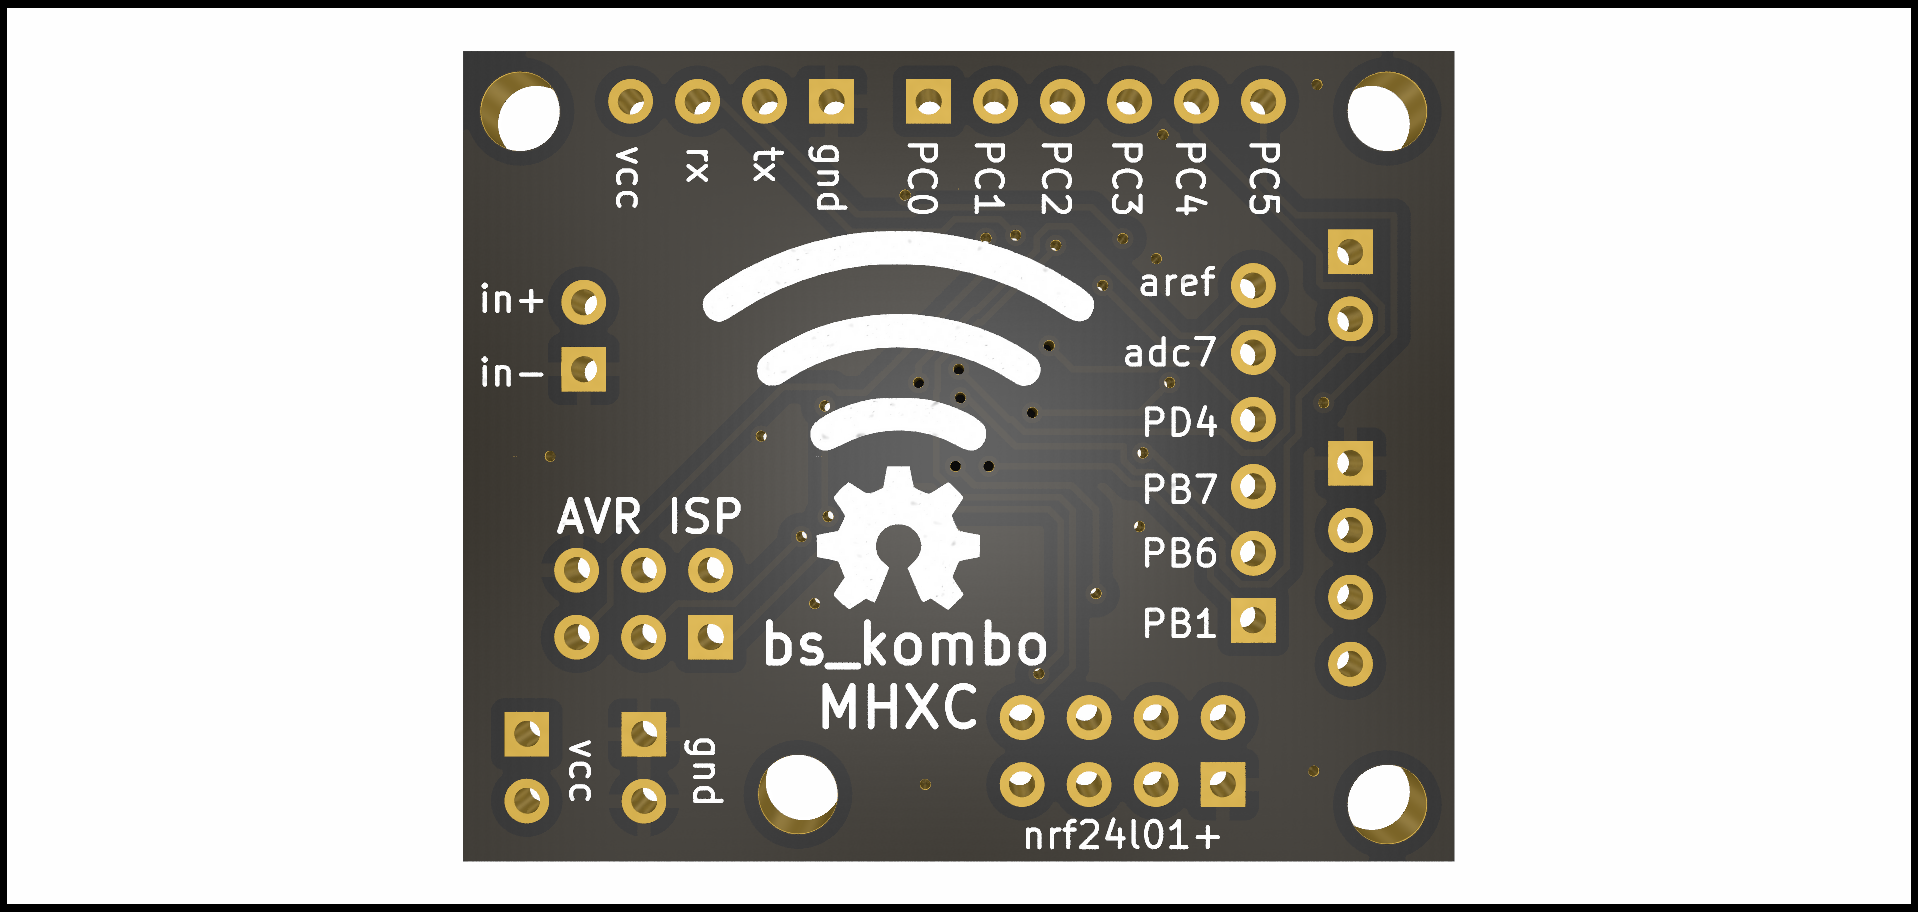 vcc
rx
tx
gnd
PC0
PC1
PC2
PC3
PC4
PC5
in+
in-
aref
adc7
PD4
PB7
PB6
PB1
AVR ISP
bs_kombo
MHXC
vcc
gnd
nrf24l01+